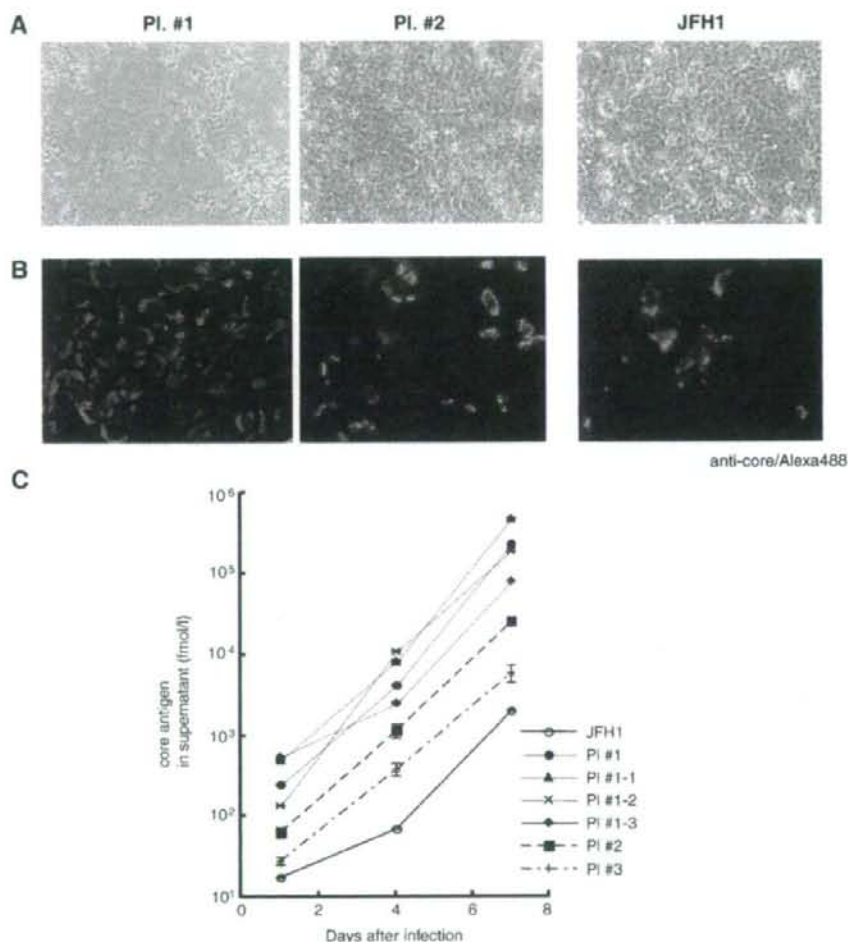 A
Pl. #1
Pl. #2
JFH1
B
anti-core/Alexa488
C
core antigen
in supernatant (fmol/l)
10^6
10^5
10^4
10^3
10^2
10^1
0
2
4
6
8
Days after infection
JFH1
Pl #1
Pl #1-1
Pl #1-2
Pl #1-3
Pl #2
Pl #3